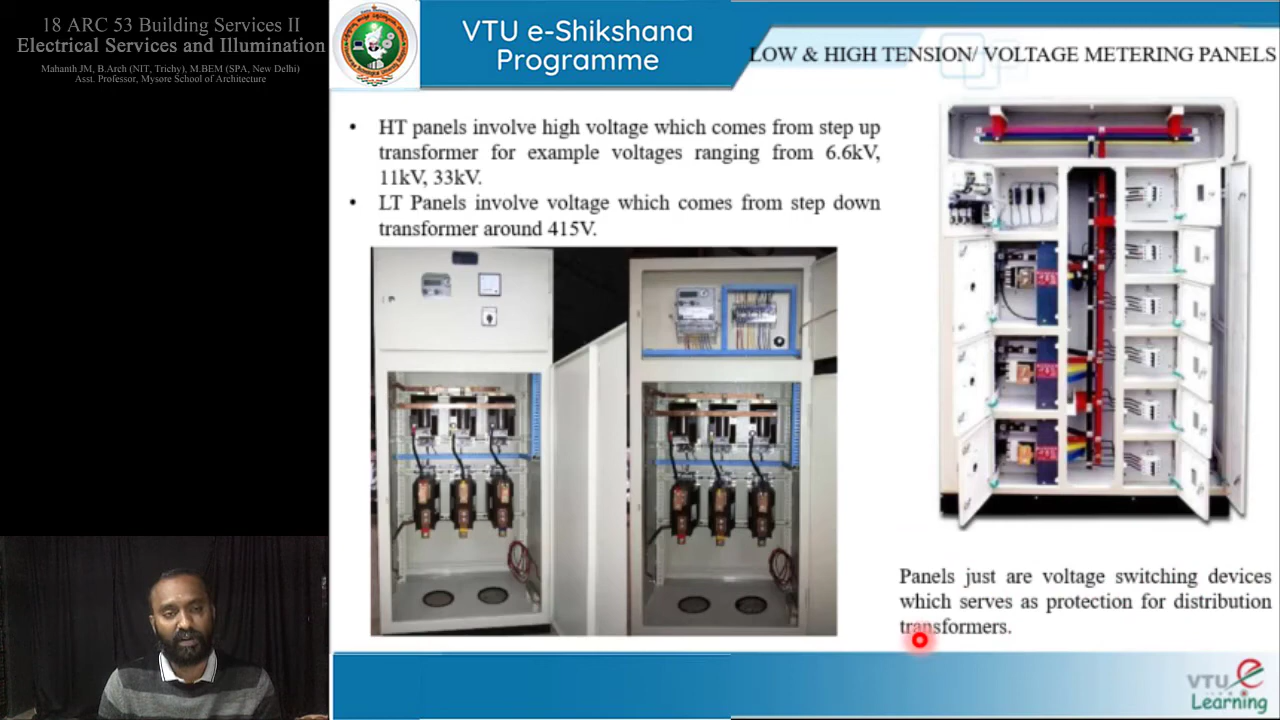 18 ARC 53 Building Services II
Electrical Services and Illumination
Mahanth JM, B.Arch (NIT, Trichy), M.BEM (SPA, New Delhi)
Asst. Professor, Mysore School of Architecture
VTU e-Shikshana
Programme
LOW & HIGH TENSION/ VOLTAGE METERING PANELS
• HT panels involve high voltage which comes from step up
transformer for example voltages ranging from 6.6kV,
11kV, 33kV.
• LT Panels involve voltage which comes from step down
transformer around 415V.
Panels just are voltage switching devices
which serves as protection for distribution
transformers.
VTU e
Learning